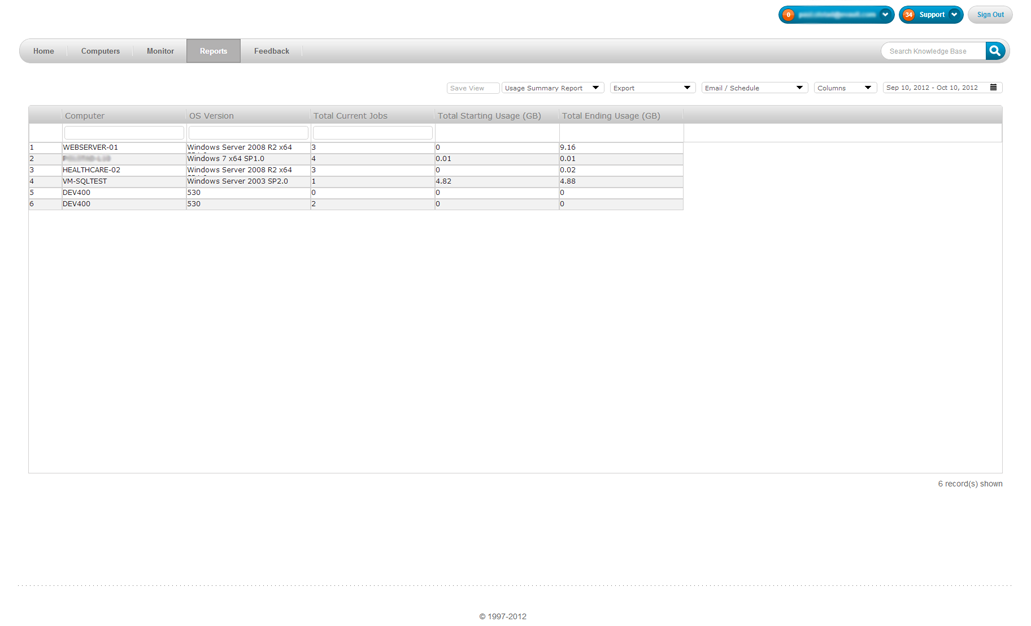 0 Support 34 Sign Out
Home Computers Monitor Reports Feedback Search Knowledge Base
Save View Usage Summary Report Export Email / Schedule Columns Sep 10, 2012 - Oct 10, 2012
Computer OS Version Total Current Jobs Total Starting Usage (GB) Total Ending Usage (GB)
1 WEBSERVER-01 Windows Server 2008 R2 x64 3 0 9.16
2 Windows 7 x64 SP1.0 4 0.01 0.01
3 HEALTHCARE-02 Windows Server 2008 R2 x64 3 0 0.02
4 VM-SQLTEST Windows Server 2003 SP2.0 1 4.82 4.88
5 DEV400 530 0 0 0
6 DEV400 530 2 0 0
6 record(s) shown
© 1997-2012